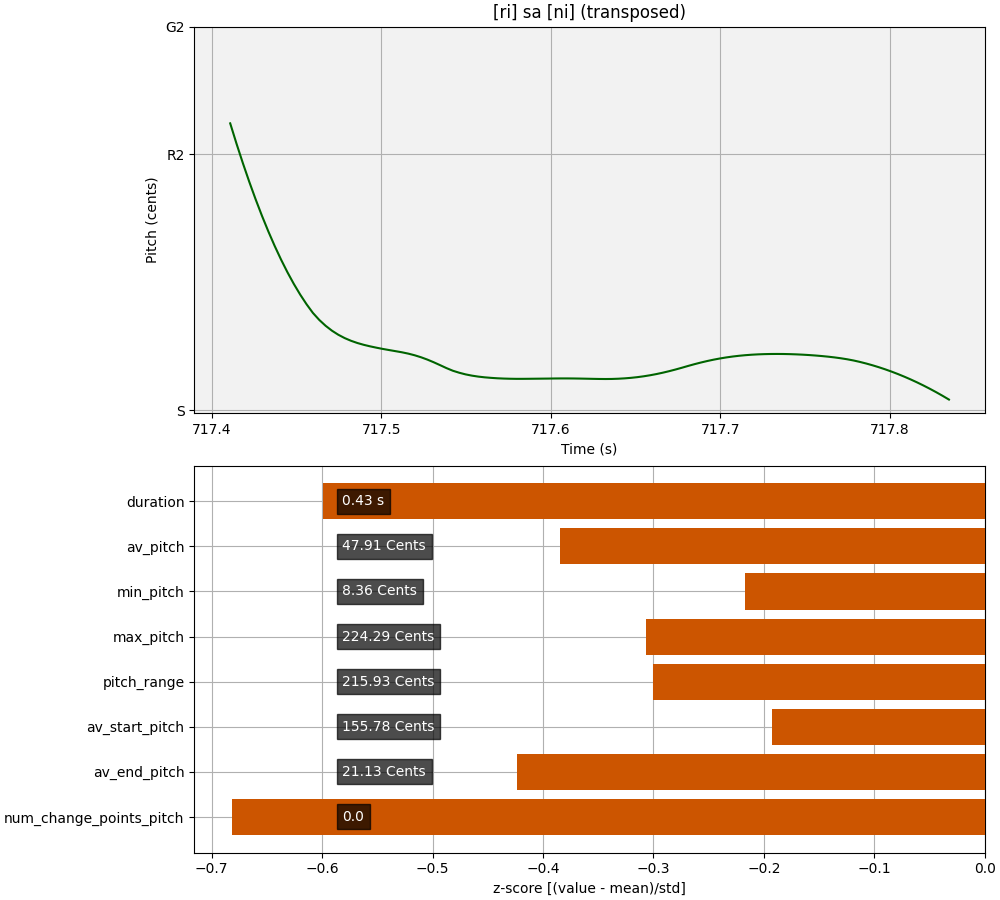 [ri] sa [ni] (transposed)
G2
R2
S
Pitch (cents)
717.4 717.5 717.6 717.7 717.8
Time (s)
duration 0.43 s
av_pitch 47.91 Cents
min_pitch 8.36 Cents
max_pitch 224.29 Cents
pitch_range 215.93 Cents
av_start_pitch 155.78 Cents
av_end_pitch 21.13 Cents
num_change_points_pitch 0.0
−0.7 −0.6 −0.5 −0.4 −0.3 −0.2 −0.1 0.0
z-score [(value - mean)/std]